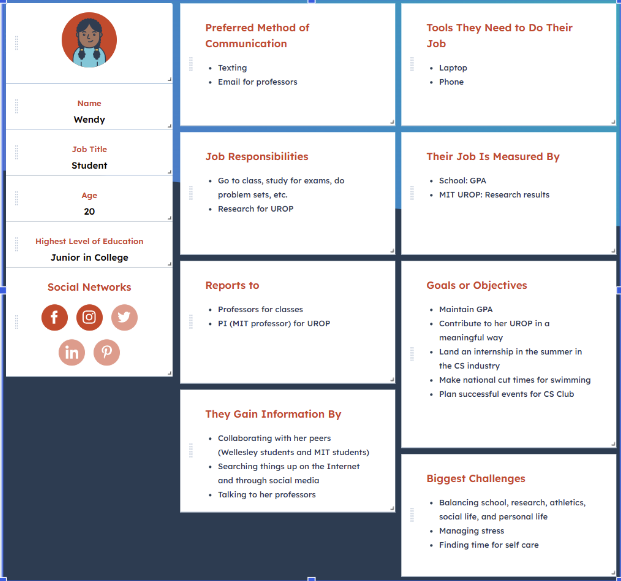 Name
Wendy
Job Title
Student
Age
20
Highest Level of Education
Junior in College
Social Networks
f
in
Preferred Method of
Communication
• Texting
• Email for professors
Job Responsibilities
• Go to class, study for exams, do
problem sets, etc.
• Research for UROP
Reports to
• Professors for classes
• PI (MIT professor) for UROP
They Gain Information By
• Collaborating with her peers
(Wellesley students and MIT students)
• Searching things up on the Internet
and through social media
• Talking to her professors
Tools They Need to Do Their
Job
• Laptop
• Phone
Their Job Is Measured By
• School: GPA
• MIT UROP: Research results
Goals or Objectives
• Maintain GPA
• Contribute to her UROP in a
meaningful way
• Land an internship in the summer in
the CS industry
• Make national cut times for swimming
• Plan successful events for CS Club
Biggest Challenges
• Balancing school, research, athletics,
social life, and personal life
• Managing stress
• Finding time for self care